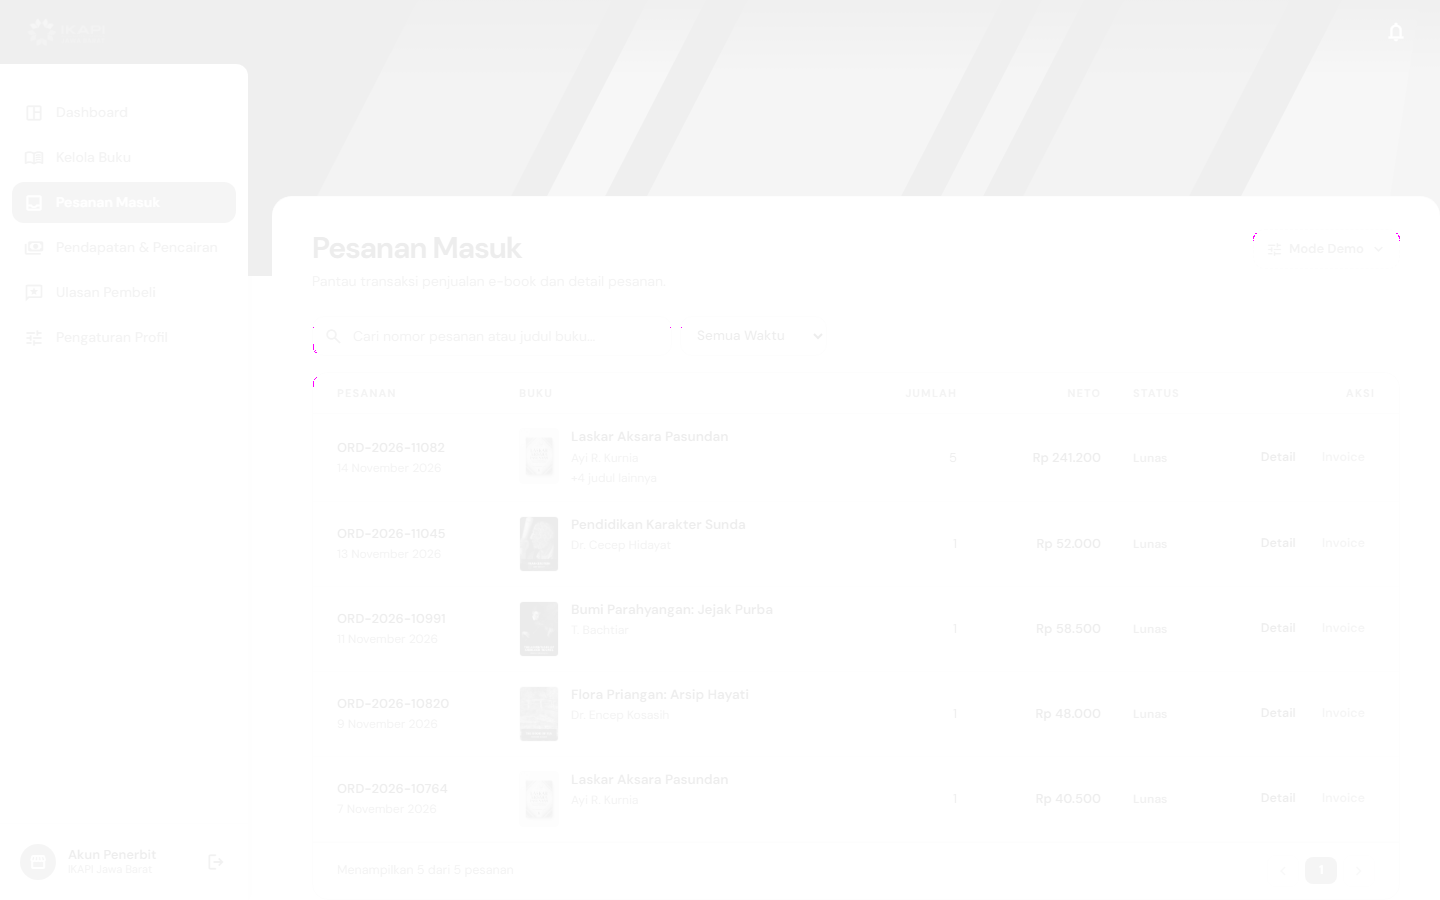 IKAPI
Dashboard
Kelola Buku
Pesanan Masuk
Pendapatan & Pencairan
Ulasan Pembeli
Pengaturan Profil
Akun Penerbit
IKAPI Jawa Barat
Pesanan Masuk
Pantau transaksi penjualan e-book dan detail pesanan.
Mode Demo
Cari nomor pesanan atau judul buku...
Semua Waktu
PESANAN BUKU JUMLAH NETO STATUS AKSI
ORD-2026-11082
14 November 2026
Laskar Aksara Pasundan
Ayi R. Kurnia
+4 judul lainnya
5 Rp 241.200 Lunas Detail Invoice
ORD-2026-11045
13 November 2026
Pendidikan Karakter Sunda
Dr. Cecep Hidayat
1 Rp 52.000 Lunas Detail Invoice
ORD-2026-10991
11 November 2026
Bumi Parahyangan: Jejak Purba
T. Bachtiar
1 Rp 58.500 Lunas Detail Invoice
ORD-2026-10820
9 November 2026
Flora Priangan: Arsip Hayati
Dr. Encep Kosasih
1 Rp 48.000 Lunas Detail Invoice
ORD-2026-10764
7 November 2026
Laskar Aksara Pasundan
Ayi R. Kurnia
1 Rp 40.500 Lunas Detail Invoice
Menampilkan 5 dari 5 pesanan
1